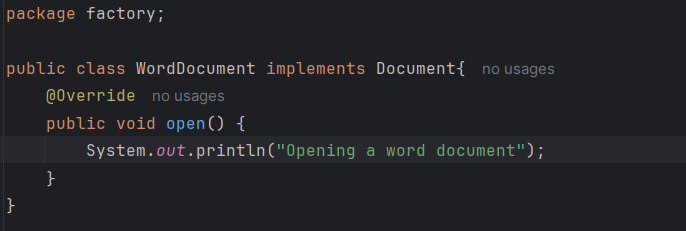 package factory;
public class WordDocument implements Document{ no usages
@Override no usages
public void open() {
System.out.println("Opening a word document");
}
}